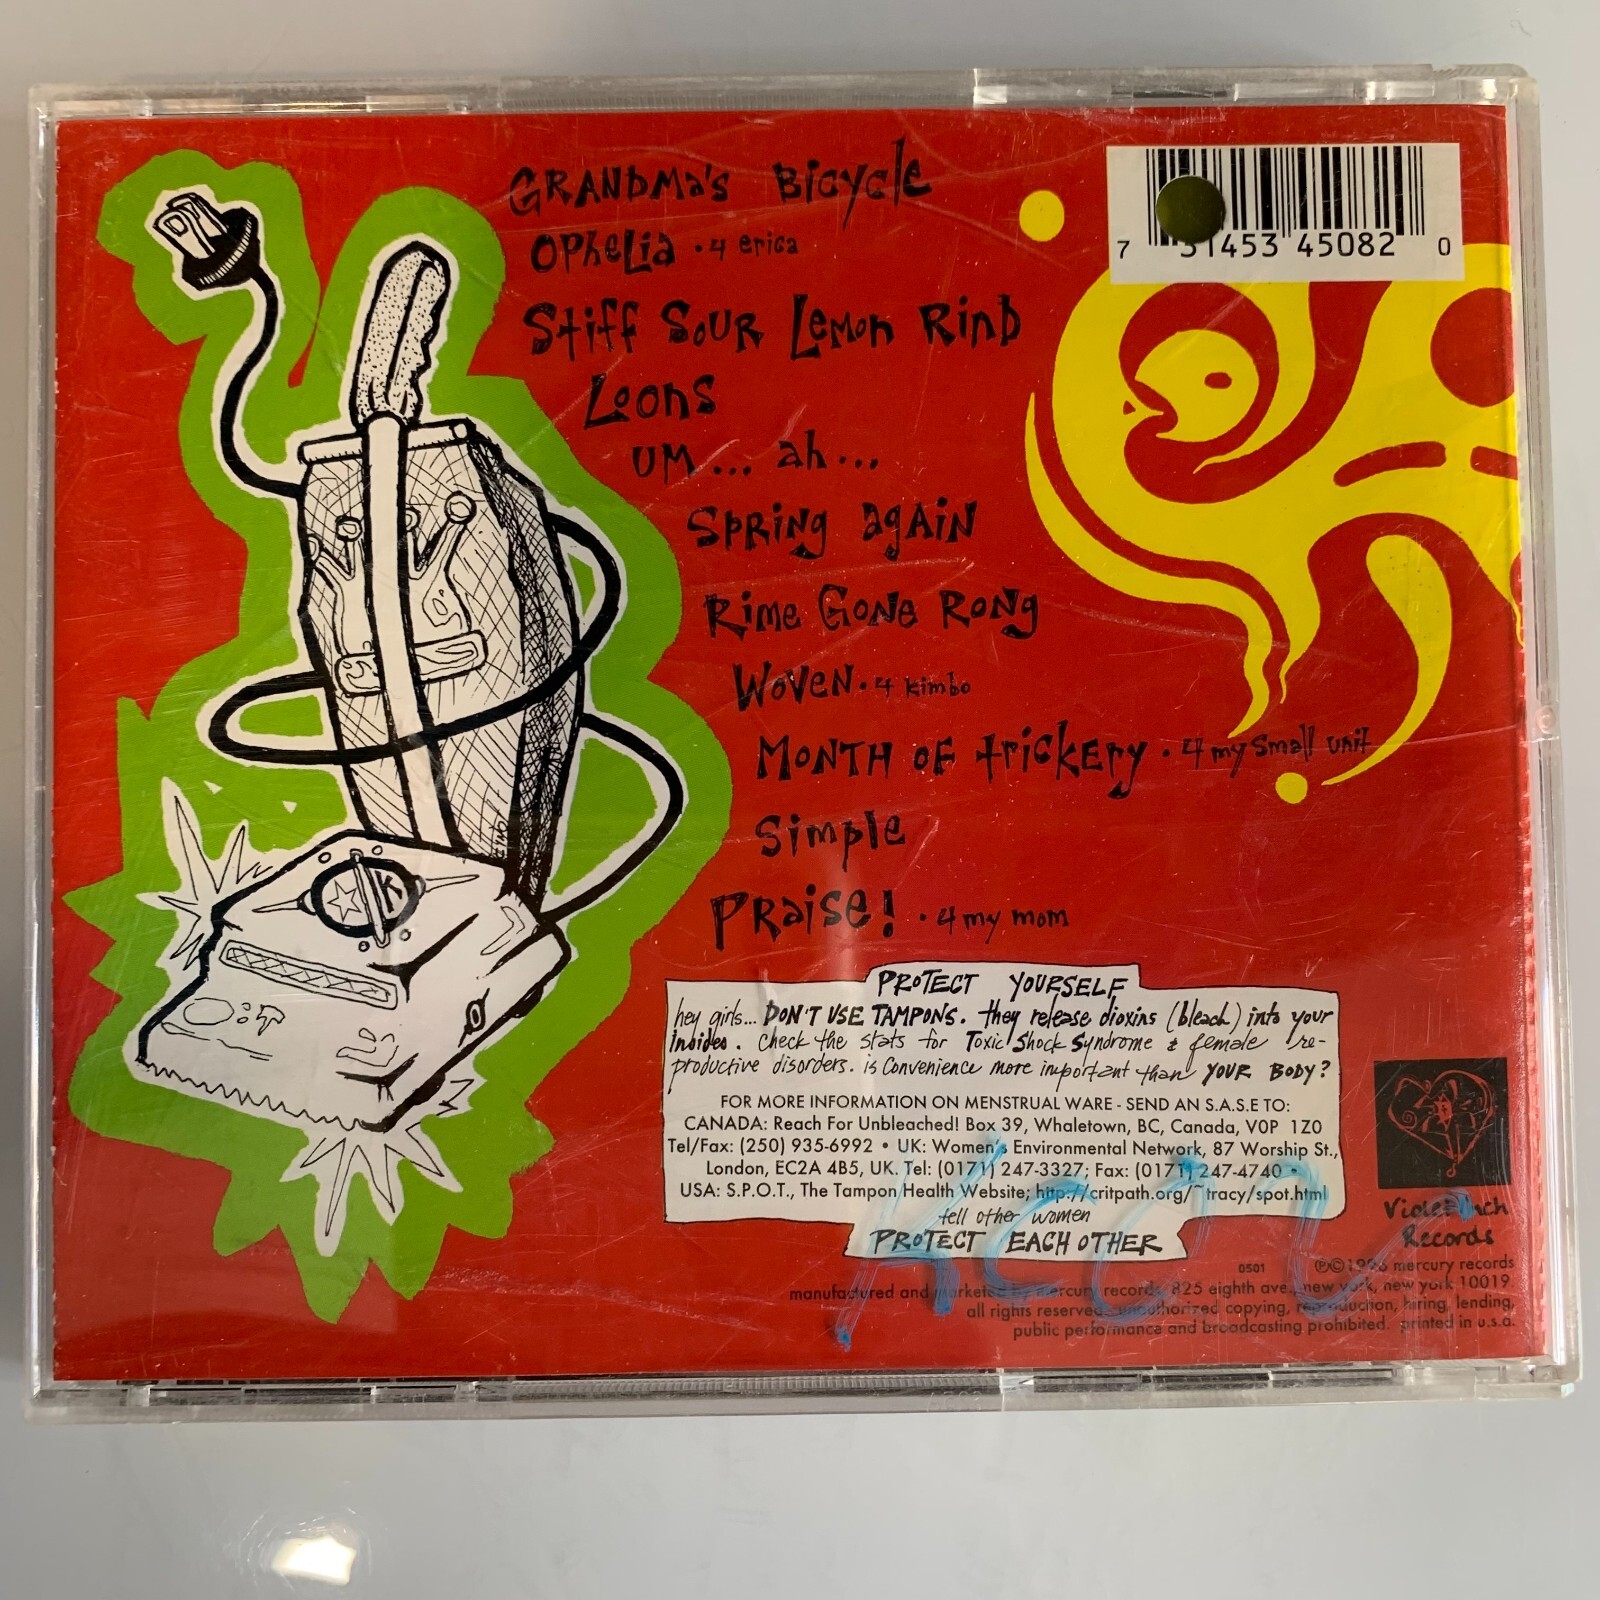 GRANDMa's Bicycle
OPheLia · 4 erica
Stiff Sour Lemon Rind
Loons
UM... ah...
Spring again
Rime Gone Rong
Woven · 4 kimbo
MONTH OF trickery · 4 my small unit
Simple
PRaise! · 4 my mom
7 31453 45082 0
K
PROTECT YOURSELF
hey girls... DON'T USE TAMPONS. they release dioxins (bleach) into your
Insides. check the stats for Toxic Shock Syndrome & female re-
productive disorders. is convenience more important than YOUR BODY?
FOR MORE INFORMATION ON MENSTRUAL WARE - SEND AN S.A.S.E TO:
CANADA: Reach For Unbleached! Box 39, Whaletown, BC, Canada, V0P 1Z0
Tel/Fax: (250) 935-6992 • UK: Women's Environmental Network, 87 Worship St.,
London, EC2A 4B5, UK. Tel: (0171) 247-3327; Fax: (0171) 247-4740 •
USA: S.P.O.T., The Tampon Health Website; http://critpath.org/~tracy/spot.html
tell other women
PROTECT EACH OTHER
Violet Inch
Records
0501 ℗©1996 mercury records
manufactured and marketed by mercury records, 825 eighth ave., new york, new york 10019.
all rights reserved. unauthorized copying, reproduction, hiring, lending,
public performance and broadcasting prohibited. printed in u.s.a.